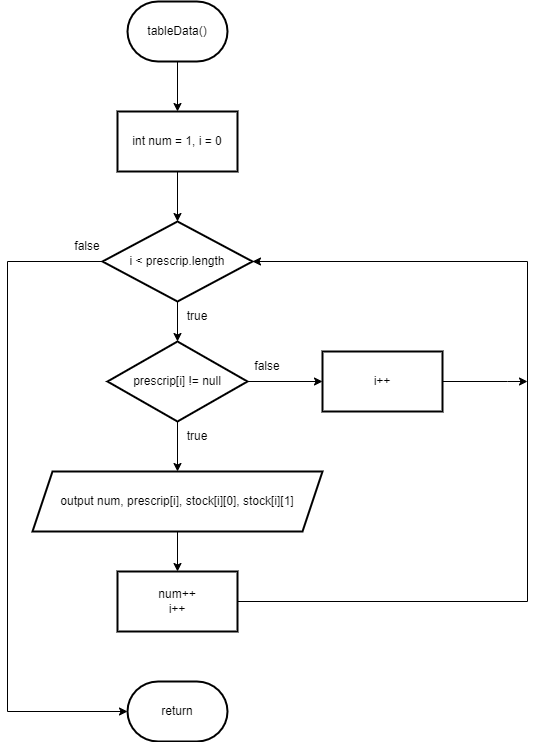 tableData()
int num = 1, i = 0
false
i < prescrip.length
true
prescrip[i] != null
false
i++
true
output num, prescrip[i], stock[i][0], stock[i][1]
num++
i++
return